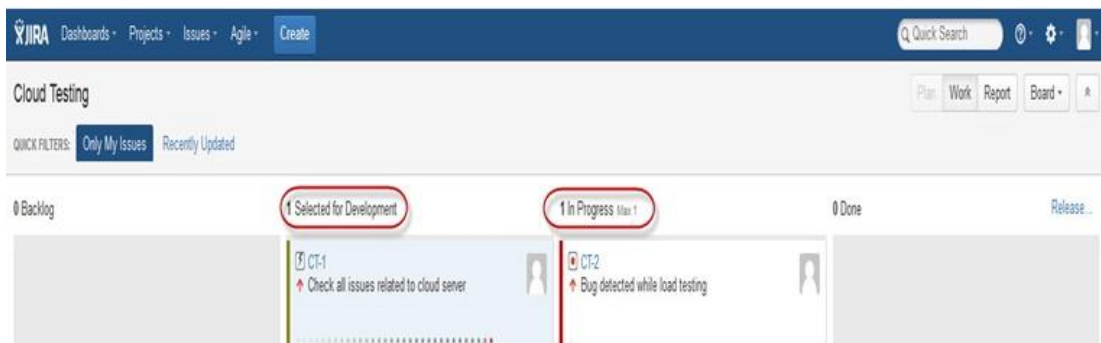 JIRA Dashboards Projects Issues Agile Create Quick Search
Cloud Testing Plan Work Report Board
QUICK FILTERS: Only My Issues Recently Updated
0 Backlog 1 Selected for Development 1 In Progress Max 1 0 Done Release...
CT-1 CT-2
Check all issues related to cloud server Bug detected while load testing